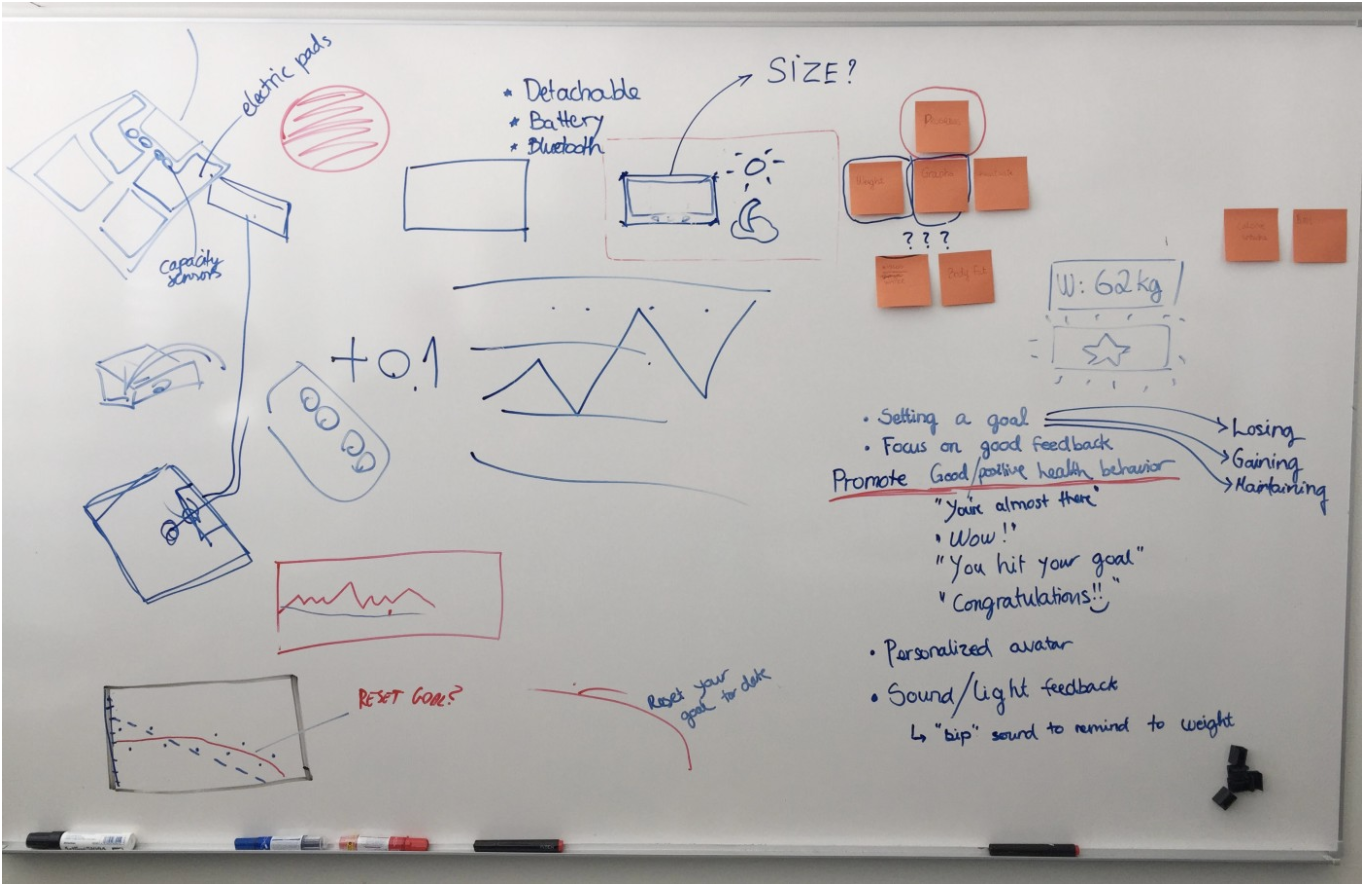 electric pads
* Detachable
* Battery
* Bluetooth
SIZE?
capacity
sensors
Weight
? ? ?
Body fat
W: 62kg
+0.1
• Setting a goal
Losing
Gaining
Maintaining
• Focus on good feedback
Promote Good/positive health behavior
"You're almost there"
"Wow!"
"You hit your goal"
"Congratulations!!"
• Personalized avatar
• Sound/Light feedback
↳ "bip" sound to remind to weight
RESET GOAL?
Reset your
goal to date